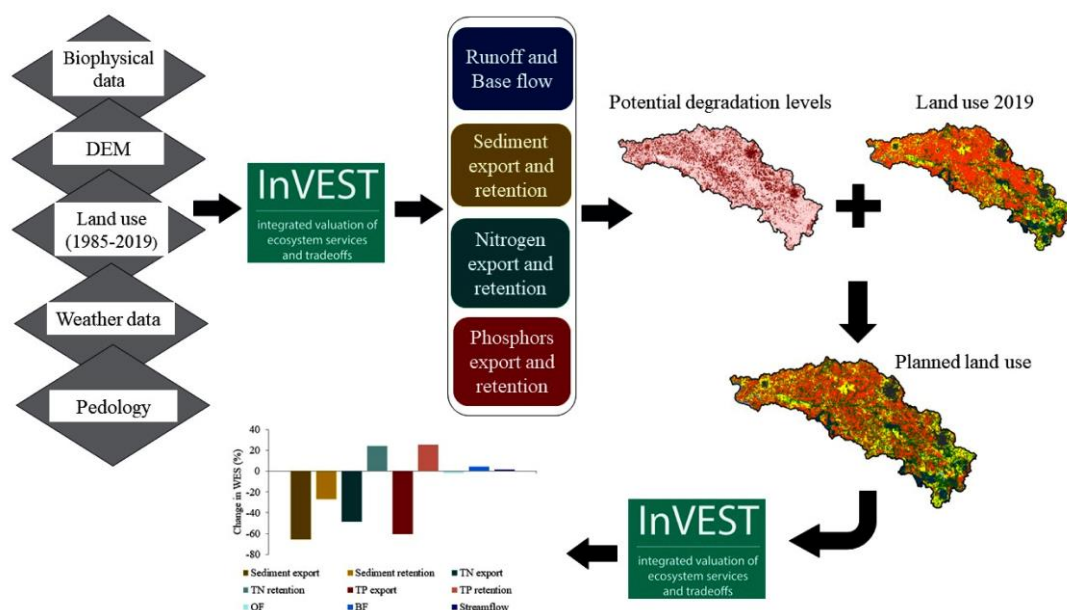 Biophysical
data
DEM
Land use
(1985-2019)
Weather data
Pedology
InVEST
integrated valuation of
ecosystem services
and tradeoffs
Runoff and
Base flow
Sediment
export and
retention
Nitrogen
export and
retention
Phosphors
export and
retention
Potential degradation levels
Land use 2019
Planned land use
InVEST
integrated valuation of
ecosystem services
and tradeoffs
Change in WES (%)
40
20
0
-20
-40
-60
-80
Sediment export
Sediment retention
TN export
TN retention
TP export
TP retention
QF
BF
Streamflow